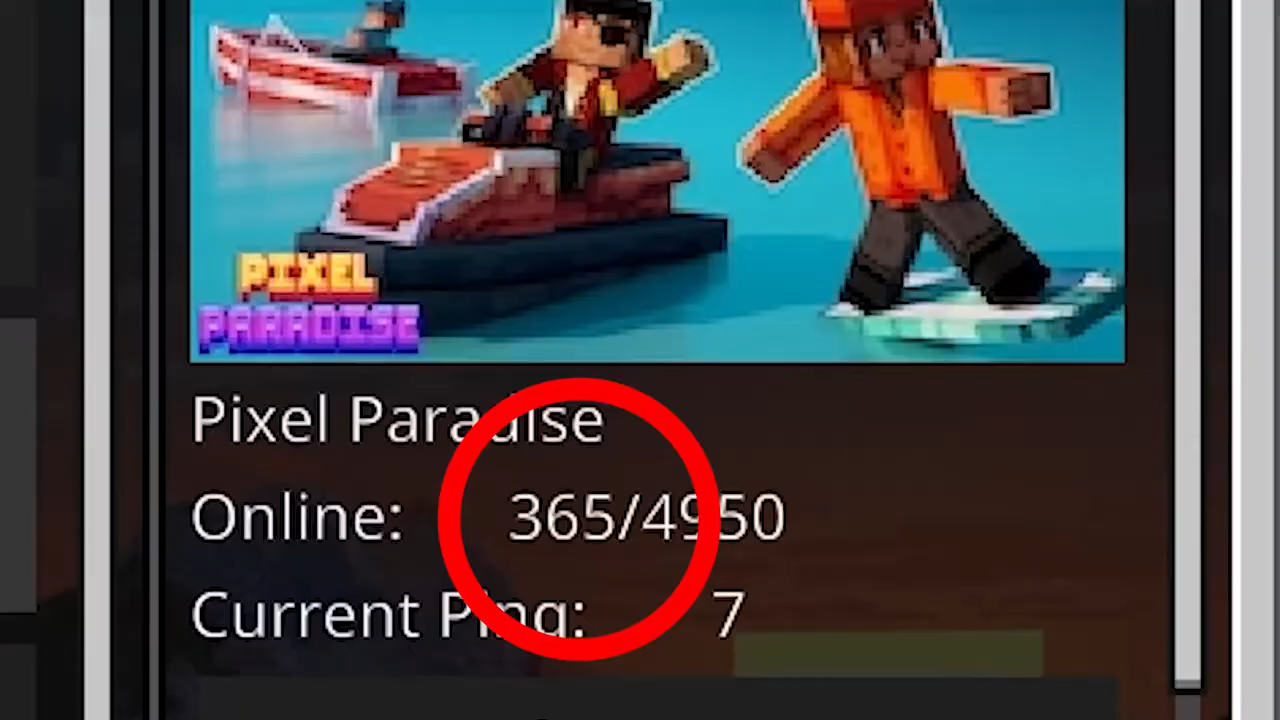 PIXEL
PARADISE
Pixel Paradise
Online: 365/4950
Current Ping: 7